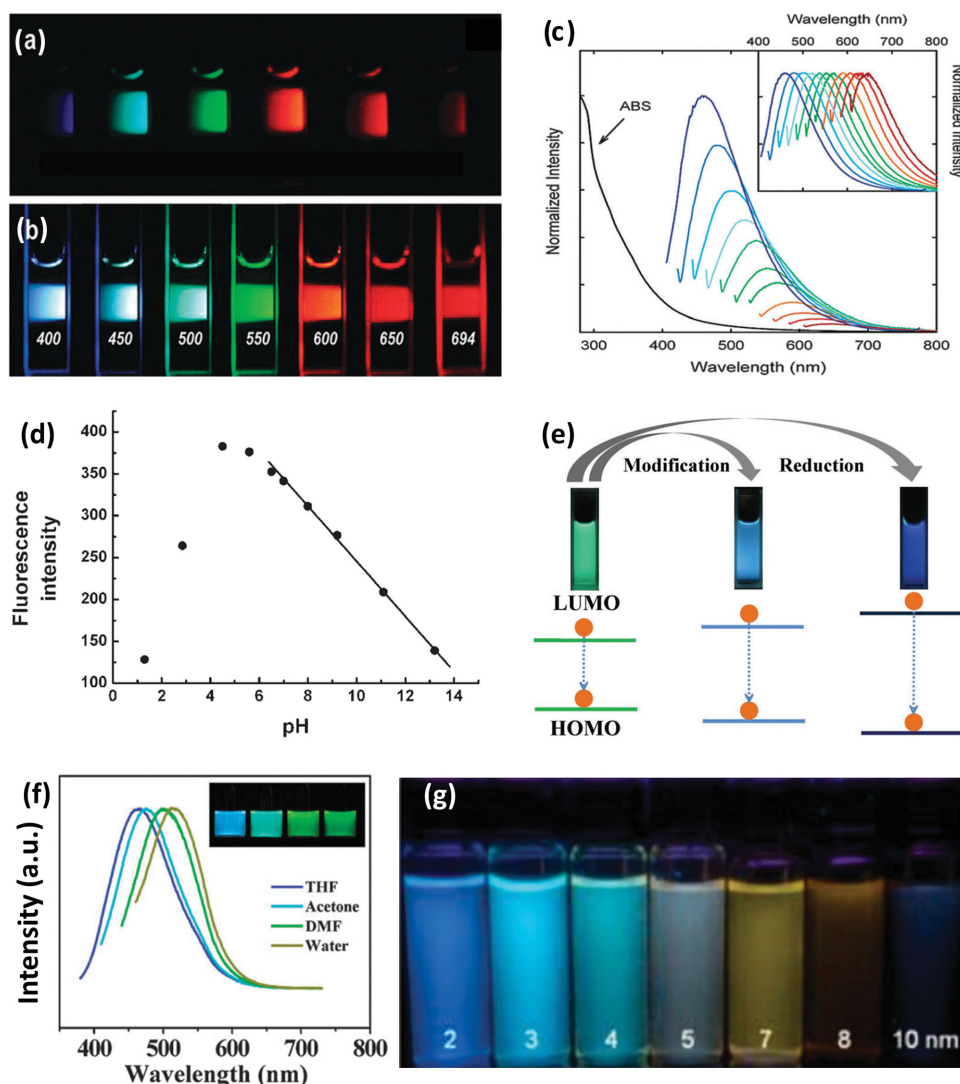 (a)
(b)
400 450 500 550 600 650 694
(c)
Wavelength (nm)
400 500 600 700 800
Normalized Intensity
ABS
Normalized Intensity
300 400 500 600 700 800
Wavelength (nm)
(d)
400
350
300
250
200
150
100
Fluorescence
intensity
0 2 4 6 8 10 12 14
pH
(e)
Modification Reduction
LUMO
HOMO
(f)
Intensity (a.u.)
THF
Acetone
DMF
Water
400 500 600 700 800
Wavelength (nm)
(g)
2 3 4 5 7 8 10 nm